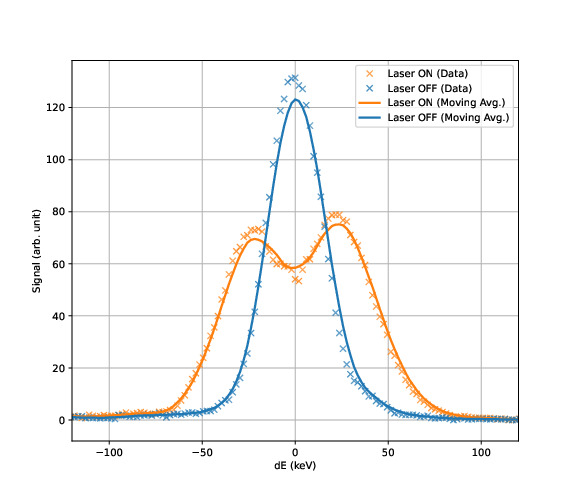 Laser ON (Data)
Laser OFF (Data)
Laser ON (Moving Avg.)
Laser OFF (Moving Avg.)
Signal (arb. unit)
120
100
80
60
40
20
0
−100
−50
0
50
100
dE (keV)